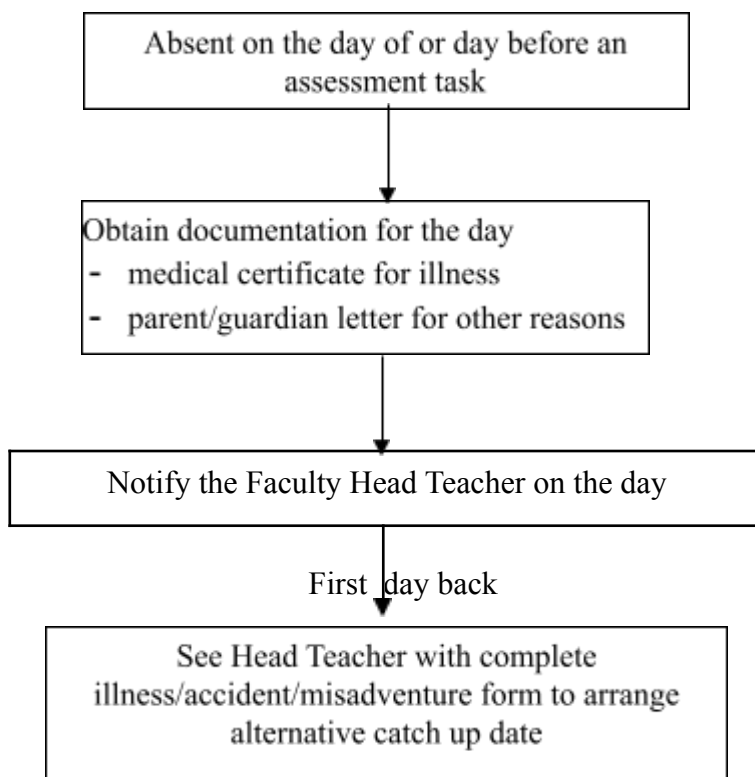 Absent on the day of or day before an
assessment task
Obtain documentation for the day
- medical certificate for illness
- parent/guardian letter for other reasons
Notify the Faculty Head Teacher on the day
First day back
See Head Teacher with complete
illness/accident/misadventure form to arrange
alternative catch up date